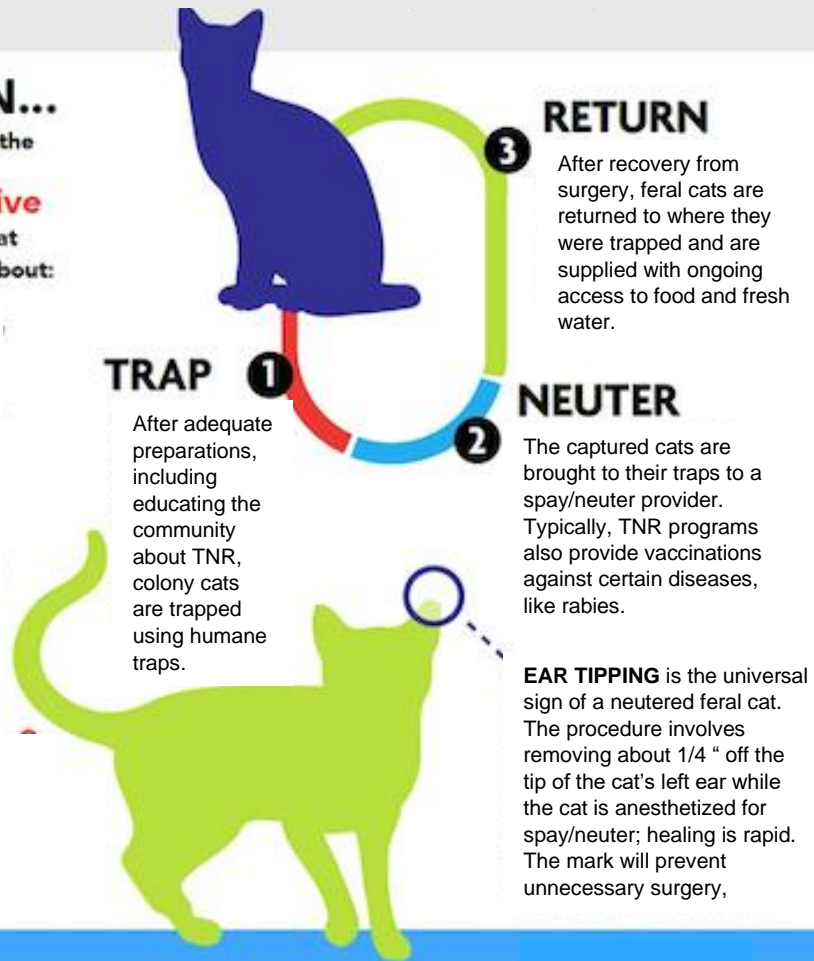 N...
the
ive
at
bout:
3
RETURN
After recovery from
surgery, feral cats are
returned to where they
were trapped and are
supplied with ongoing
access to food and fresh
water.
TRAP 1
After adequate
preparations,
including
educating the
community
about TNR,
colony cats
are trapped
using humane
traps.
2
NEUTER
The captured cats are
brought to their traps to a
spay/neuter provider.
Typically, TNR programs
also provide vaccinations
against certain diseases,
like rabies.
EAR TIPPING is the universal
sign of a neutered feral cat.
The procedure involves
removing about 1/4 “ off the
tip of the cat’s left ear while
the cat is anesthetized for
spay/neuter; healing is rapid.
The mark will prevent
unnecessary surgery,